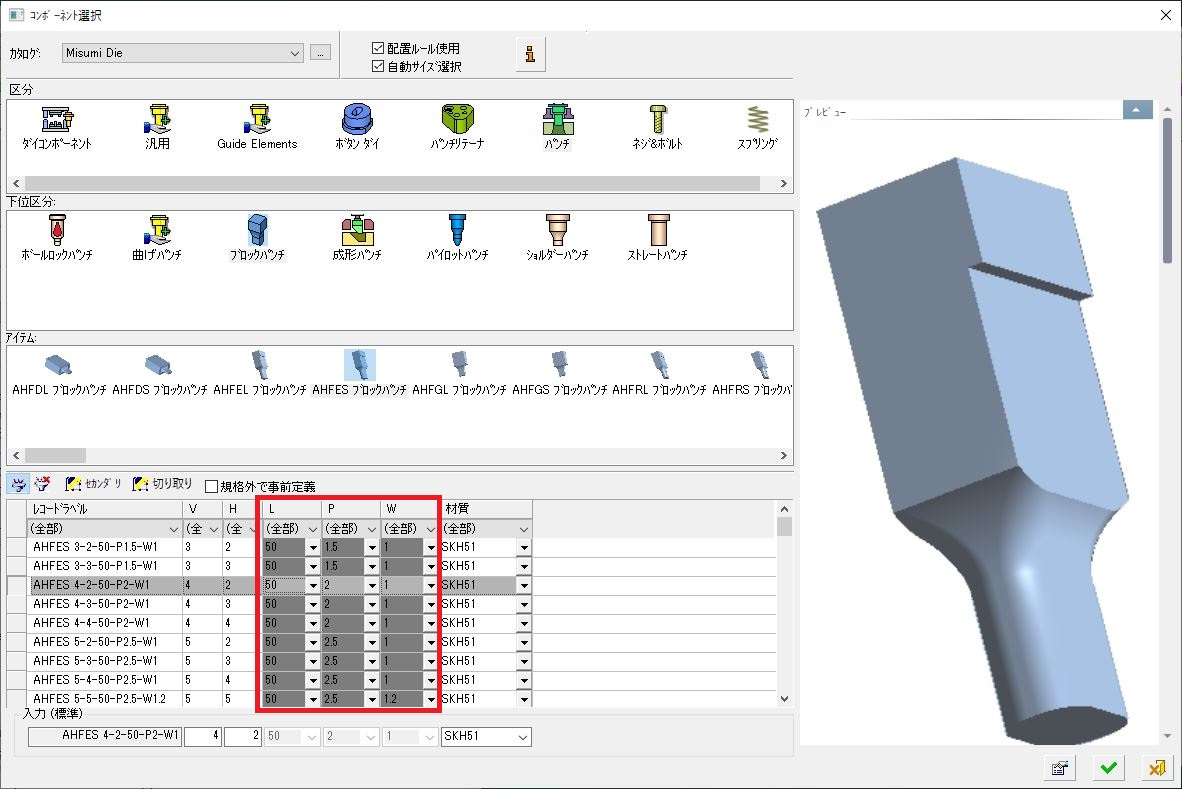 コンポーネント選択
カタログ: Misumi Die ...
配置ルール使用
自動サイズ選択
区分
プレビュー
ダイコンポーネント 汎用 Guide Elements ボタン ダイ パンチリテーナ パンチ ネジ&ボルト スプリング
下位区分:
ボールロックパンチ 曲げパンチ ブロックパンチ 成形パンチ パイロットパンチ ショルダーパンチ ストレートパンチ
アイテム:
AHFDL ブロックパンチ AHFDS ブロックパンチ AHFEL ブロックパンチ AHFES ブロックパンチ AHFGL ブロックパンチ AHFGS ブロックパンチ AHFRL ブロックパンチ AHFRS ブロックパ
セカンダリ 切り取り 規格外で事前定義
レコードラベル V H L P W 材質
(全部) (全 (全 (全部) (全部) (全部) (全部)
AHFES 3-2-50-P1.5-W1 3 2 50 1.5 1 SKH51
AHFES 3-3-50-P1.5-W1 3 3 50 1.5 1 SKH51
AHFES 4-2-50-P2-W1 4 2 50 2 1 SKH51
AHFES 4-3-50-P2-W1 4 3 50 2 1 SKH51
AHFES 4-4-50-P2-W1 4 4 50 2 1 SKH51
AHFES 5-2-50-P2.5-W1 5 2 50 2.5 1 SKH51
AHFES 5-3-50-P2.5-W1 5 3 50 2.5 1 SKH51
AHFES 5-4-50-P2.5-W1 5 4 50 2.5 1 SKH51
AHFES 5-5-50-P2.5-W1.2 5 5 50 2.5 1.2 SKH51
入力 (標準)
AHFES 4-2-50-P2-W1 4 2 50 2 1 SKH51